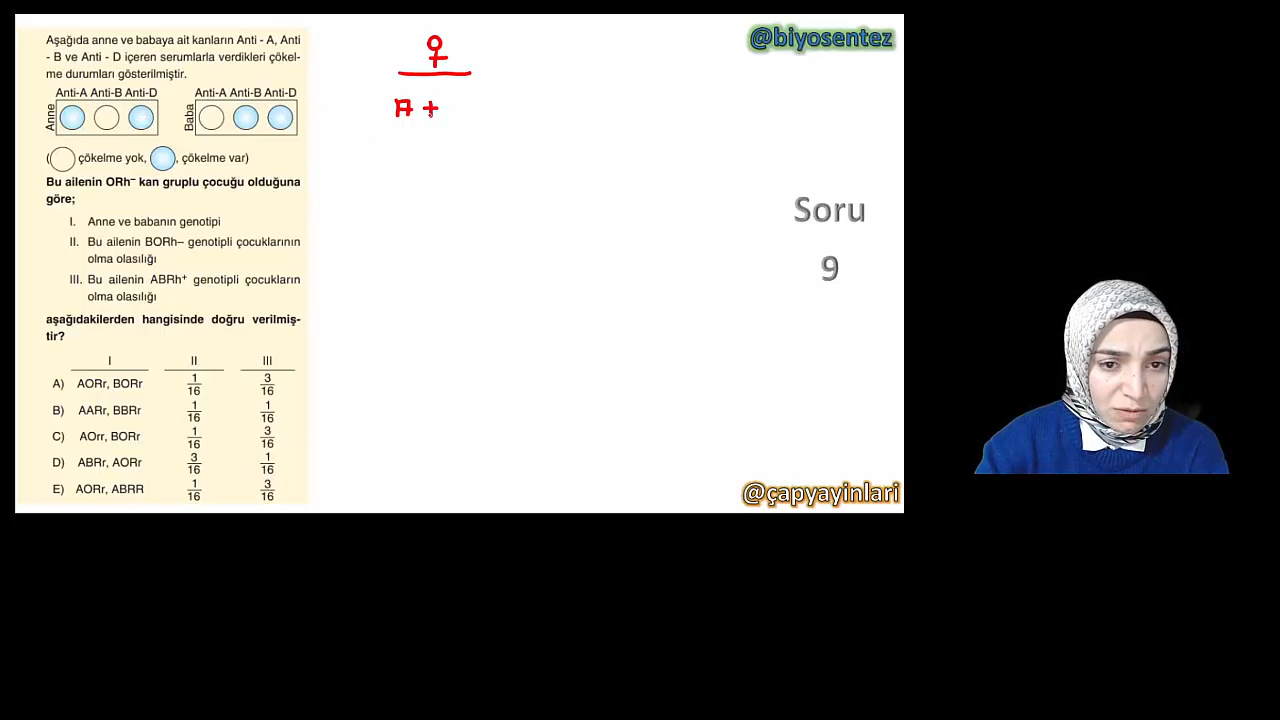 Aşağıda anne ve babaya ait kanların Anti - A, Anti
- B ve Anti - D içeren serumlarla verdikleri çökel-
me durumları gösterilmiştir.
Anti-A Anti-B Anti-D
Anne
Anti-A Anti-B Anti-D
Baba
( çökelme yok, , çökelme var)
Bu ailenin ORh⁻ kan gruplu çocuğu olduğuna
göre;
I. Anne ve babanın genotipi
II. Bu ailenin BORh– genotipli çocuklarının
olma olasılığı
III. Bu ailenin ABRh⁺ genotipli çocukların
olma olasılığı
aşağıdakilerden hangisinde doğru verilmiş-
tir?
I II III
A) AORr, BORr 1/16 3/16
B) AARr, BBRr 1/16 1/16
C) AOrr, BORr 1/16 3/16
D) ABRr, AORr 3/16 1/16
E) AORr, ABRR 1/16 3/16
♀
A +
@biyosentez
Soru
9
@çapyayinlari